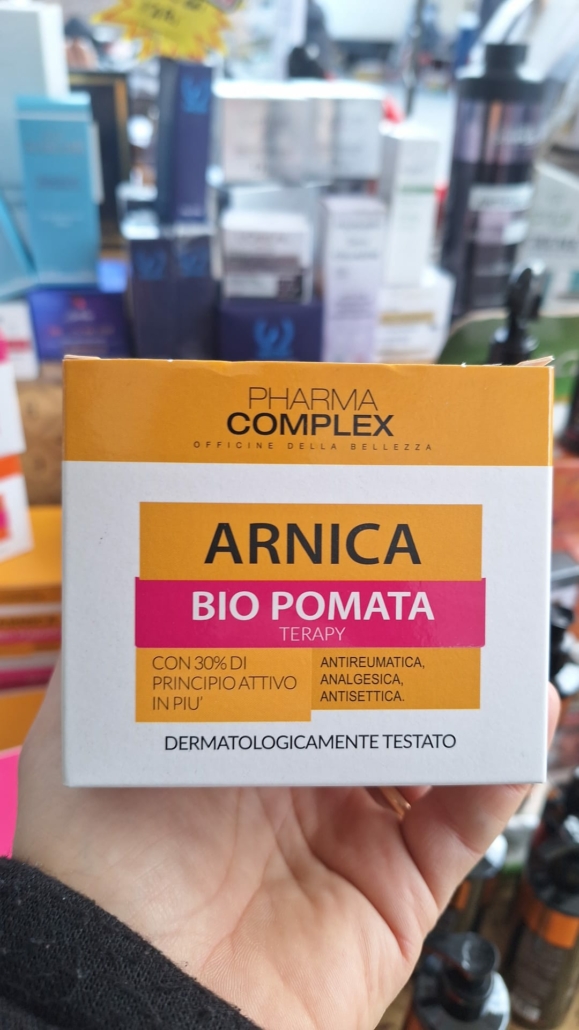 PHARMA
COMPLEX
OFFICINE DELLA BELLEZZA
ARNICA
BIO POMATA
TERAPY
CON 30% DI
PRINCIPIO ATTIVO
IN PIU'
ANTIREUMATICA,
ANALGESICA,
ANTISETTICA.
DERMATOLOGICAMENTE TESTATO